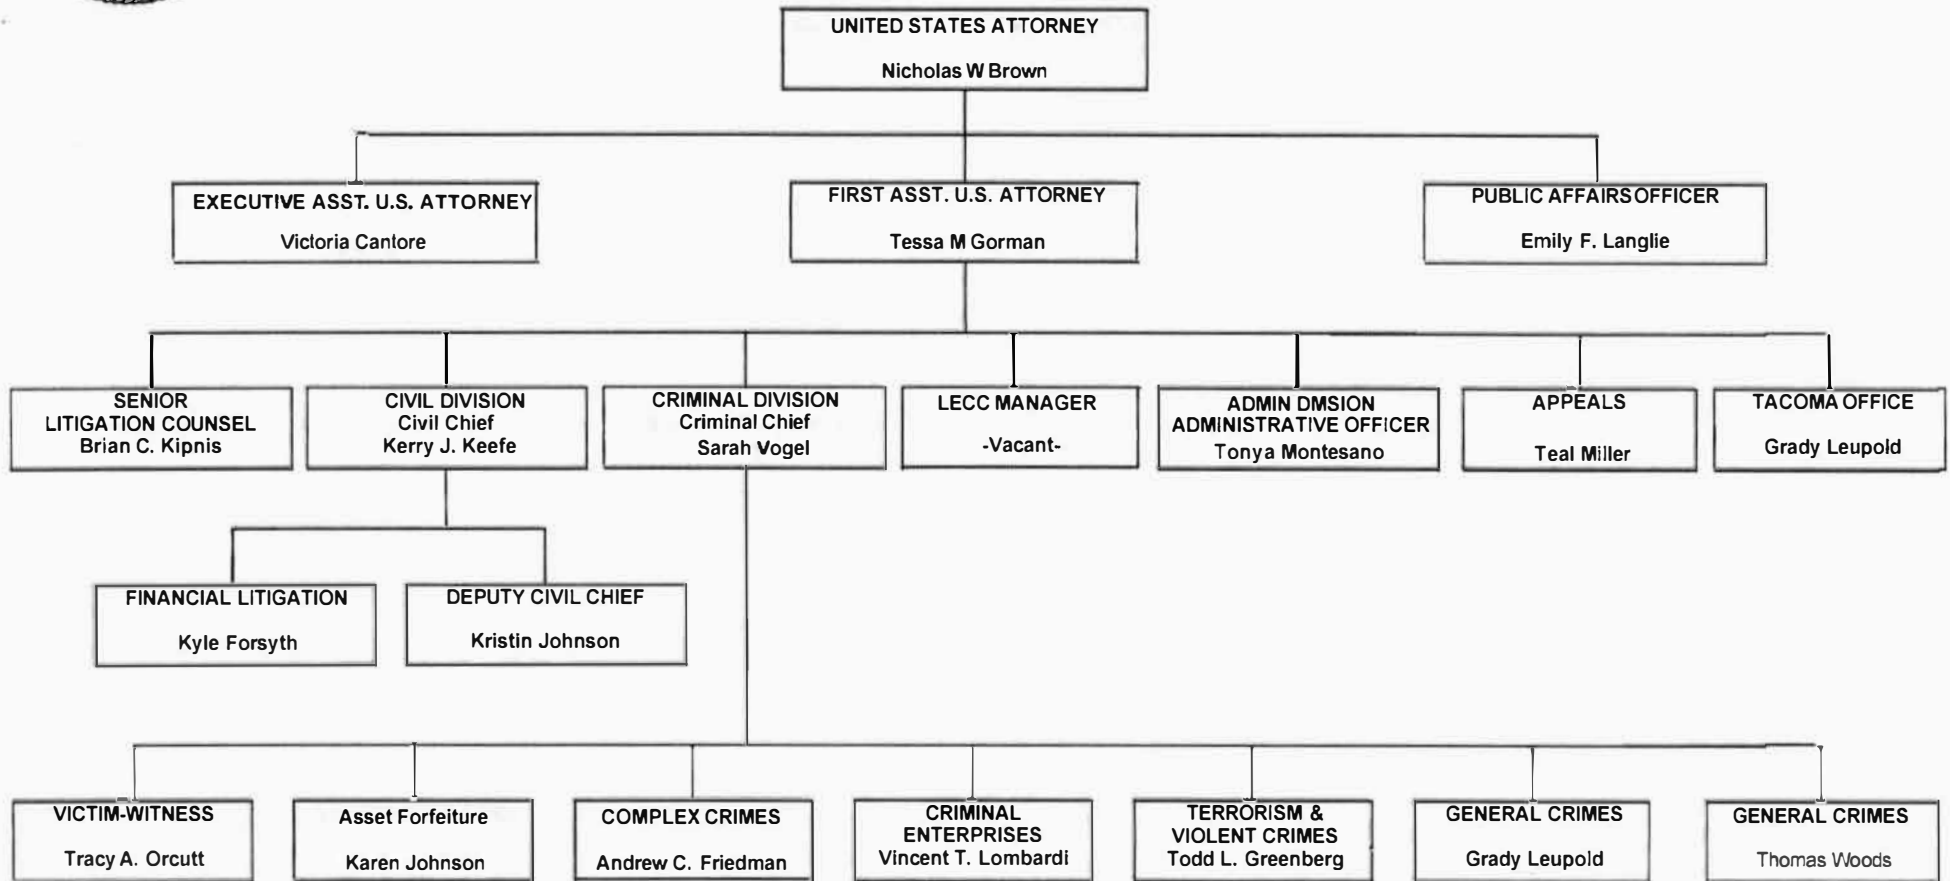 UNITED STATES ATTORNEY
Nicholas W Brown
EXECUTIVE ASST. U.S. ATTORNEY
Victoria Cantore
FIRST ASST. U.S. ATTORNEY
Tessa M Gorman
PUBLIC AFFAIRS OFFICER
Emily F. Langlie
SENIOR
LITIGATION COUNSEL
Brian C. Kipnis
CIVIL DIVISION
Civil Chief
Kerry J. Keefe
CRIMINAL DIVISION
Criminal Chief
Sarah Vogel
LECC MANAGER
-Vacant-
ADMIN DMSION
ADMINISTRATIVE OFFICER
Tonya Montesano
APPEALS
Teal Miller
TACOMA OFFICE
Grady Leupold
FINANCIAL LITIGATION
Kyle Forsyth
DEPUTY CIVIL CHIEF
Kristin Johnson
VICTIM-WITNESS
Tracy A. Orcutt
Asset Forfeiture
Karen Johnson
COMPLEX CRIMES
Andrew C. Friedman
CRIMINAL
ENTERPRISES
Vincent T. Lombardi
TERRORISM &
VIOLENT CRIMES
Todd L. Greenberg
GENERAL CRIMES
Grady Leupold
GENERAL CRIMES
Thomas Woods